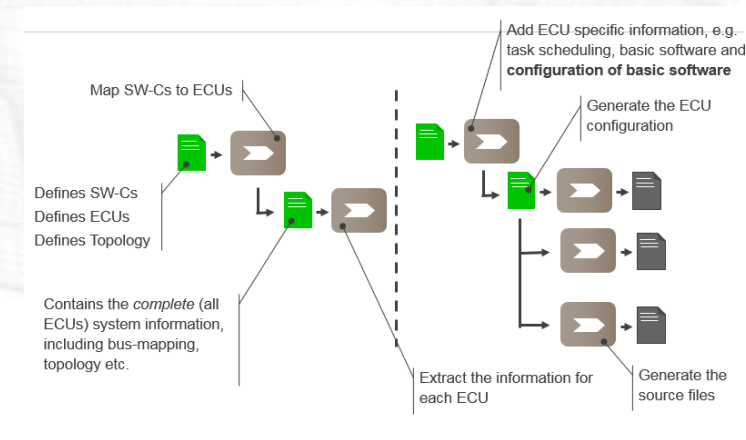 Add ECU specific information, e.g.
task scheduling, basic software and
configuration of basic software
Map SW-Cs to ECUs
Generate the ECU
configuration
Defines SW-Cs
Defines ECUs
Defines Topology
Contains the complete (all
ECUs) system information,
including bus-mapping,
topology etc.
Extract the information for
each ECU
Generate the
source files